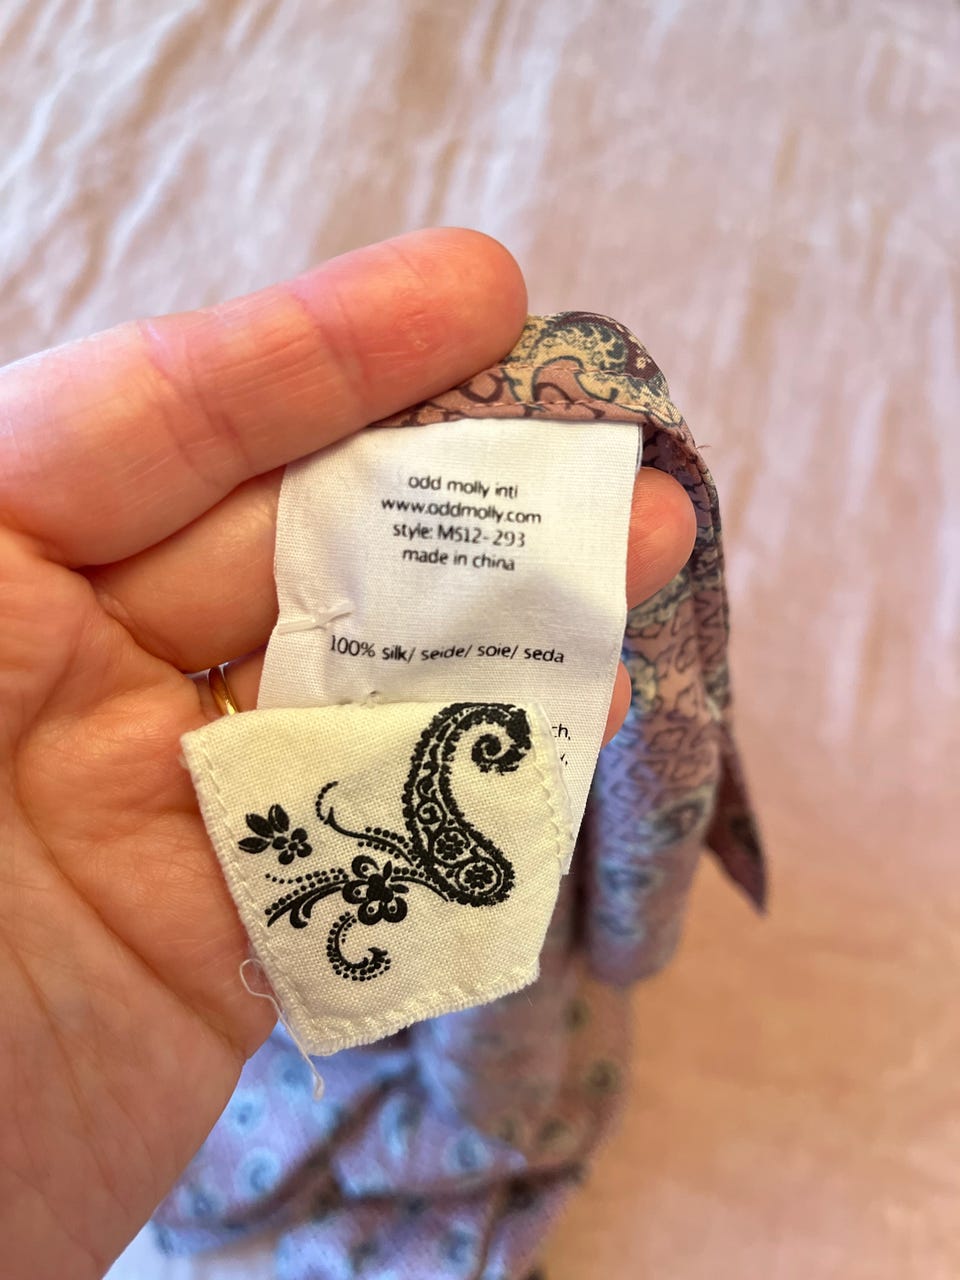 odd molly intl
www.oddmolly.com
style: MS12-293
made in china
100% silk/ seide/ soie/ seda